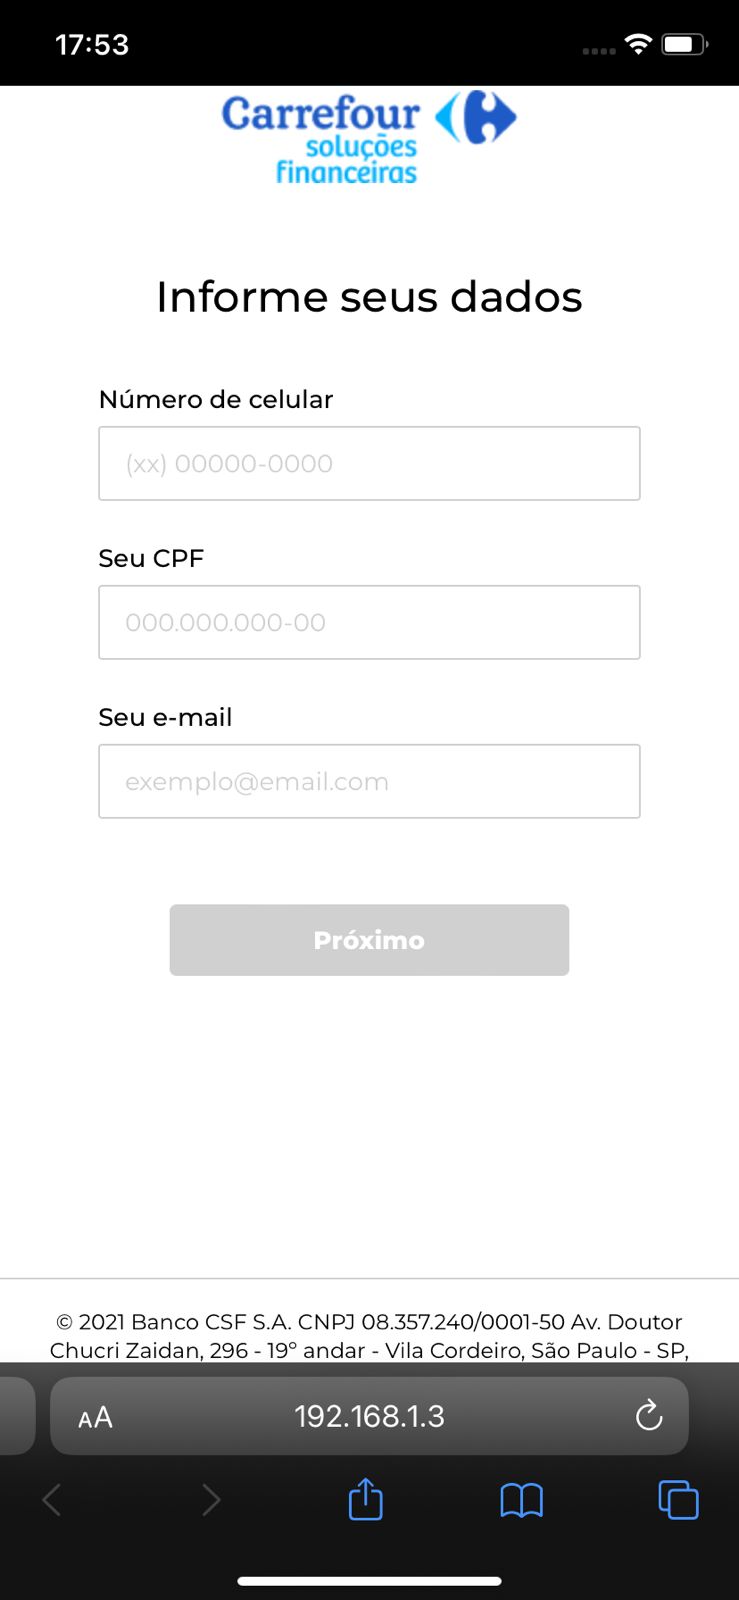 17:53
Carrefour
soluções
financeiras
Informe seus dados
Número de celular
(xx) 00000-0000
Seu CPF
000.000.000-00
Seu e-mail
exemplo@email.com
Próximo
© 2021 Banco CSF S.A. CNPJ 08.357.240/0001-50 Av. Doutor
Chucri Zaidan, 296 - 19º andar - Vila Cordeiro, São Paulo - SP,
AA 192.168.1.3